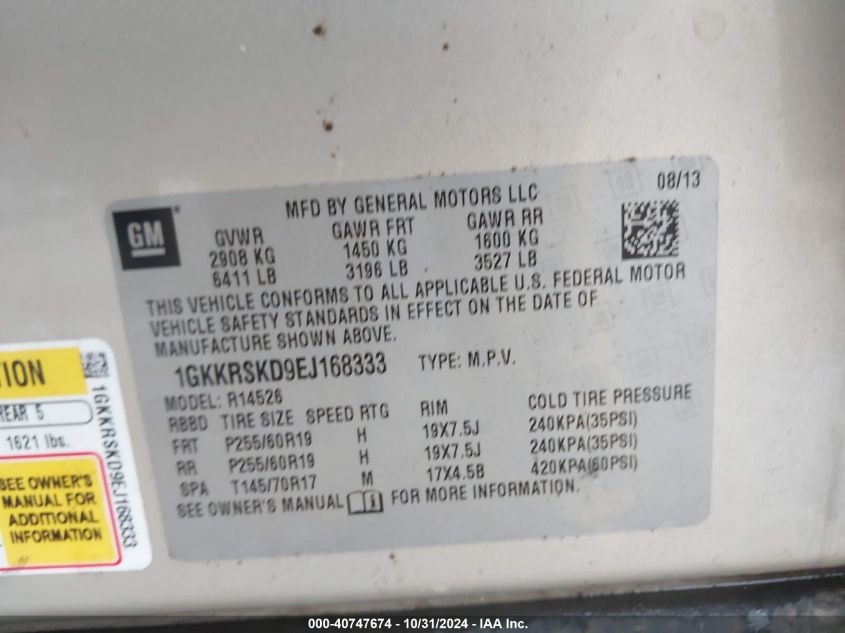 GM
MFD BY GENERAL MOTORS LLC 08/13
GVWR GAWR FRT GAWR RR
2908 KG 1450 KG 1600 KG
6411 LB 3196 LB 3527 LB
THIS VEHICLE CONFORMS TO ALL APPLICABLE U.S. FEDERAL MOTOR
VEHICLE SAFETY STANDARDS IN EFFECT ON THE DATE OF
MANUFACTURE SHOWN ABOVE.
1GKKRSKD9EJ168333 TYPE: M.P.V.
MODEL: R14526
RBBD TIRE SIZE SPEED RTG RIM COLD TIRE PRESSURE
FRT P255/60R19 H 19X7.5J 240KPA(35PSI)
RR P255/60R19 H 19X7.5J 240KPA(35PSI)
SPA T145/70R17 M 17X4.5B 420KPA(60PSI)
SEE OWNER'S MANUAL FOR MORE INFORMATION.
TION
REAR 5
1621 lbs.
SEE OWNER'S
MANUAL FOR
ADDITIONAL
INFORMATION
1GKKRSKD9EJ168333
000-40747674 - 10/31/2024 - IAA Inc.